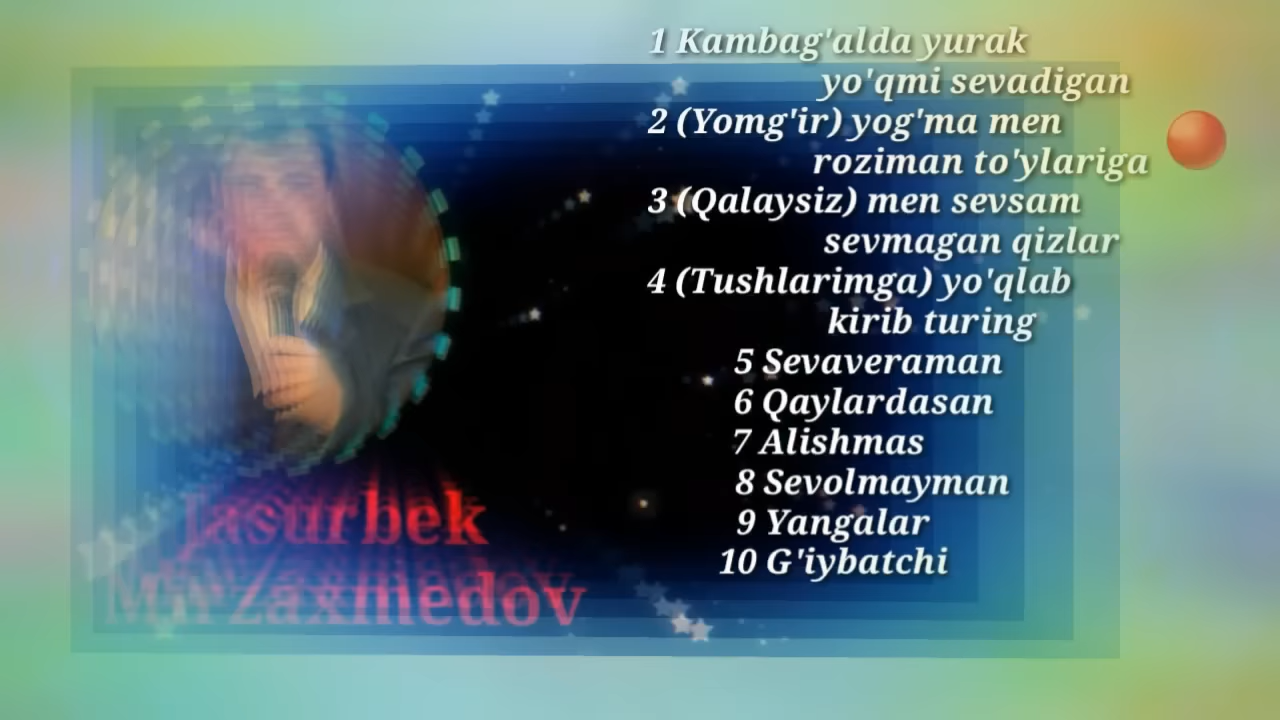 1 Kambag'alda yurak
yo'qmi sevadigan
2 (Yomg'ir) yog'ma men
roziman to'ylariga
3 (Qalaysiz) men sevsam
sevmagan qizlar
4 (Tushlarimga) yo'qlab
kirib turing
5 Sevaveraman
6 Qaylardasan
7 Alishmas
8 Sevolmayman
9 Yangalar
10 G'iybatchi
Jasurbek
Mirzaxmedov